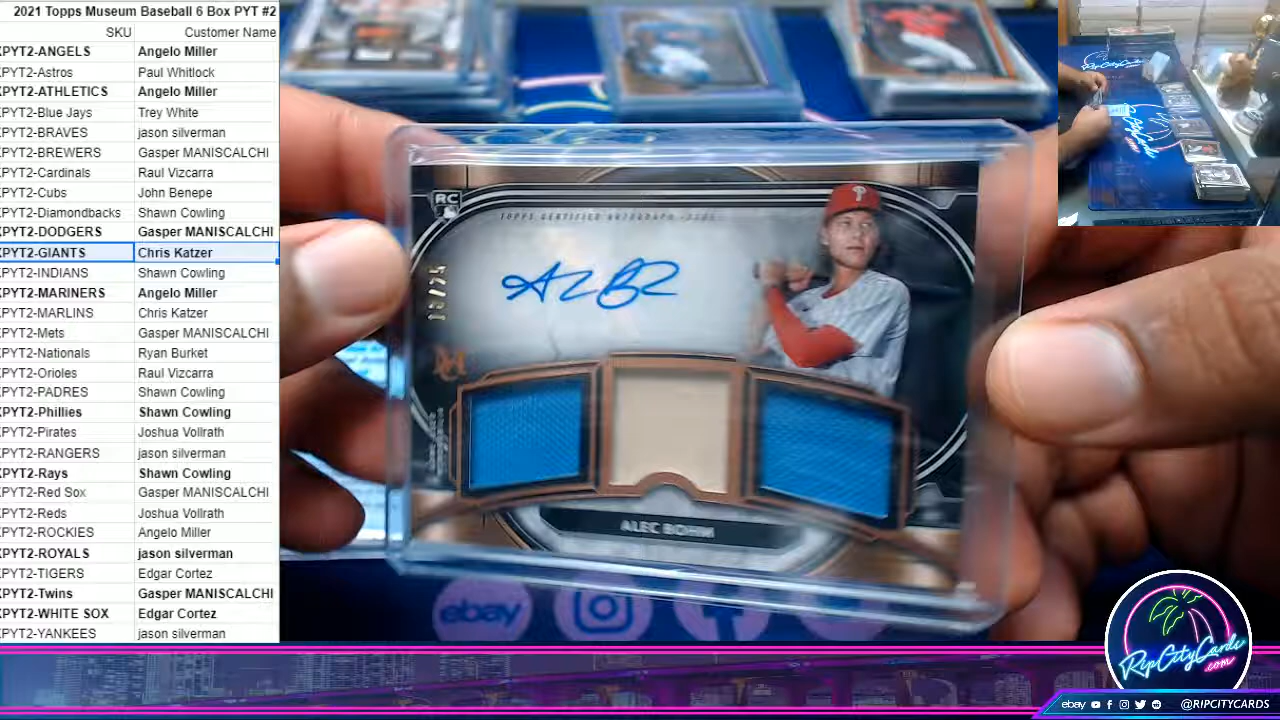 2021 Topps Museum Baseball 6 Box PYT #2
SKU Customer Name
PYT2-ANGELS Angelo Miller
PYT2-Astros Paul Whitlock
PYT2-ATHLETICS Angelo Miller
PYT2-Blue Jays Trey White
PYT2-BRAVES jason silverman
PYT2-BREWERS Gasper MANISCALCHI
PYT2-Cardinals Raul Vizcarra
PYT2-Cubs John Benepe
PYT2-Diamondbacks Shawn Cowling
PYT2-DODGERS Gasper MANISCALCHI
PYT2-GIANTS Chris Katzer
PYT2-INDIANS Shawn Cowling
PYT2-MARINERS Angelo Miller
PYT2-MARLINS Chris Katzer
PYT2-Mets Gasper MANISCALCHI
PYT2-Nationals Ryan Burket
PYT2-Orioles Raul Vizcarra
PYT2-PADRES Shawn Cowling
PYT2-Phillies Shawn Cowling
PYT2-Pirates Joshua Vollrath
PYT2-RANGERS jason silverman
PYT2-Rays Shawn Cowling
PYT2-Red Sox Gasper MANISCALCHI
PYT2-Reds Joshua Vollrath
PYT2-ROCKIES Angelo Miller
PYT2-ROYALS jason silverman
PYT2-TIGERS Edgar Cortez
PYT2-Twins Gasper MANISCALCHI
PYT2-WHITE SOX Edgar Cortez
PYT2-YANKEES jason silverman
RC
TOPPS CERTIFIED AUTOGRAPH ISSUE
P
ALEC BOHM
ebay
RipCityCards
.com
ebay @RIPCITYCARDS